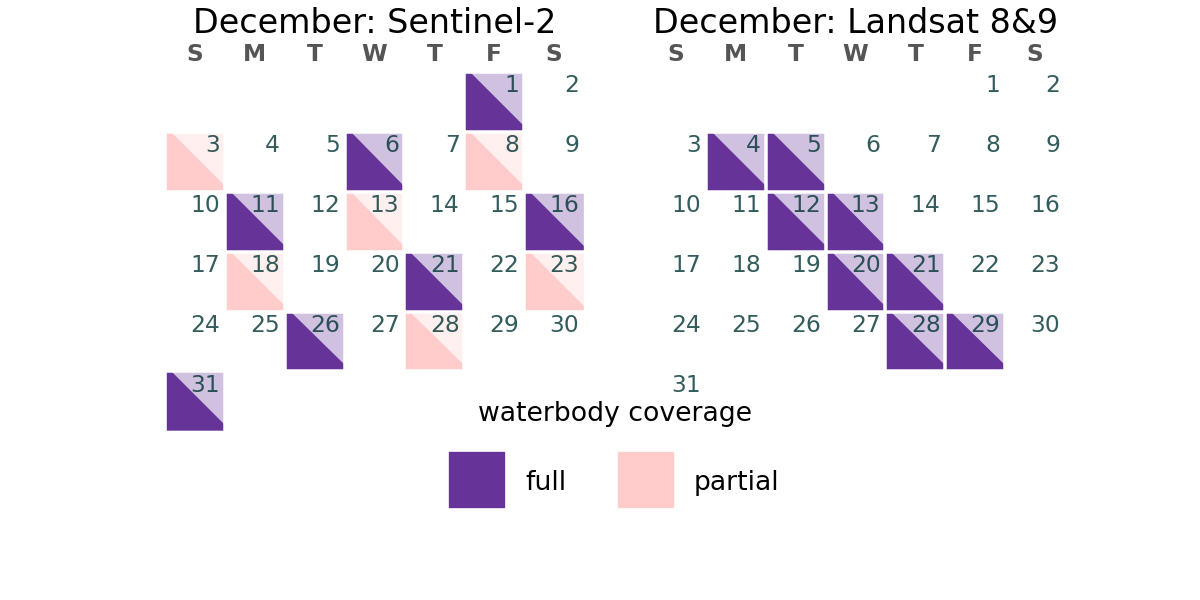 December: Sentinel-2
S M T W T F S
1 2
3 4 5 6 7 8 9
10 11 12 13 14 15 16
17 18 19 20 21 22 23
24 25 26 27 28 29 30
31
December: Landsat 8&9
S M T W T F S
1 2
3 4 5 6 7 8 9
10 11 12 13 14 15 16
17 18 19 20 21 22 23
24 25 26 27 28 29 30
31
waterbody coverage
full partial